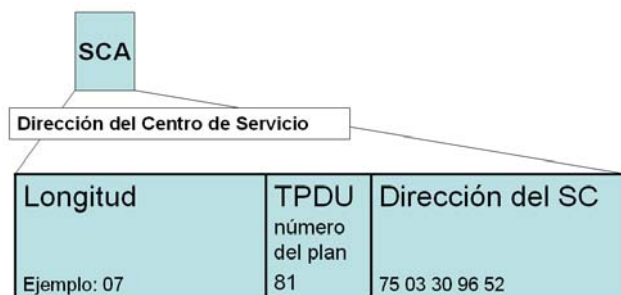 SCA
Dirección del Centro de Servicio
Longitud
Ejemplo: 07
TPDU
número
del plan
81
Dirección del SC
75 03 30 96 52